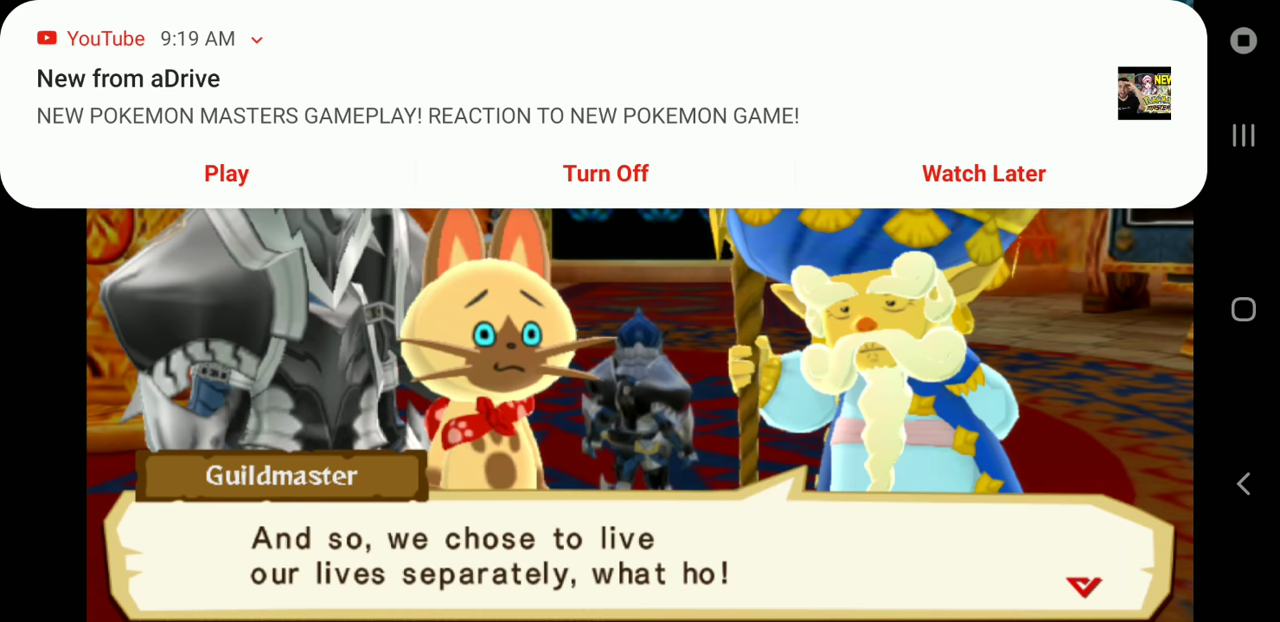 YouTube 9:19 AM
New from aDrive
NEW POKEMON MASTERS GAMEPLAY! REACTION TO NEW POKEMON GAME!
Play Turn Off Watch Later
Guildmaster
And so, we chose to live
our lives separately, what ho!